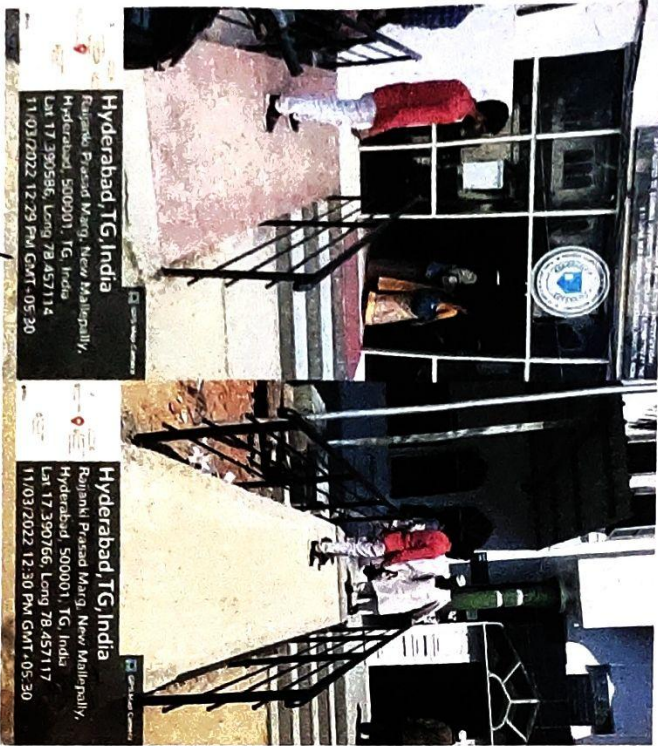 Hyderabad,TG,India
Rajjanki Prasad Marg, New Mallepally,
Hyderabad, 500001, TG, India
Lat 17.390586, Long 78.457114
11/03/2022 12:29 PM GMT+05:30
GPS Map Camera
Hyderabad,TG,India
Rajjanki Prasad Marg, New Mallepally,
Hyderabad, 500001, TG, India
Lat 17.390766, Long 78.457117
11/03/2022 12:30 PM GMT+05:30
GPS Map Camera